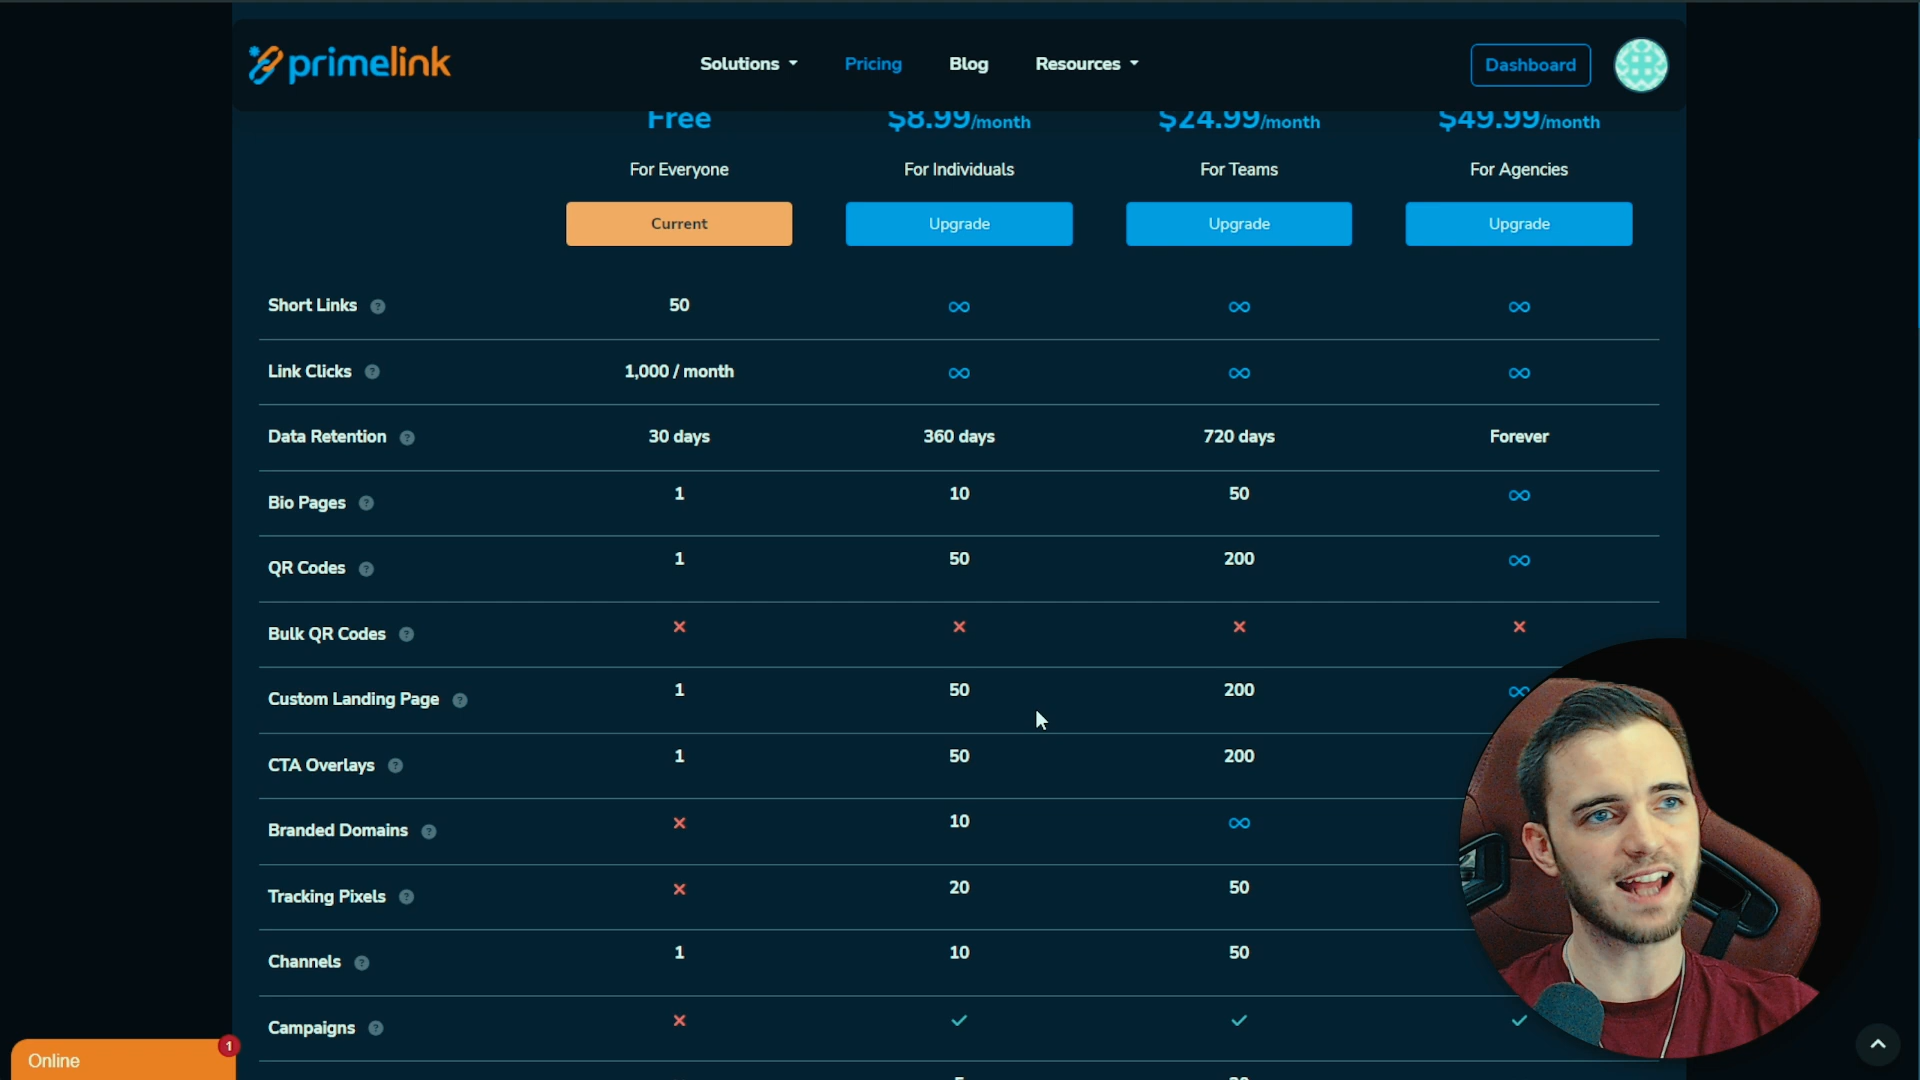 primelink
Solutions
Pricing
Blog
Resources
Dashboard
Free
$8.99/month
$24.99/month
$49.99/month
For Everyone
For Individuals
For Teams
For Agencies
Current
Upgrade
Upgrade
Upgrade
Short Links ?
50
∞
∞
∞
Link Clicks ?
1,000 / month
∞
∞
∞
Data Retention ?
30 days
360 days
720 days
Forever
Bio Pages ?
1
10
50
∞
QR Codes ?
1
50
200
∞
Bulk QR Codes ?
Custom Landing Page ?
1
50
200
∞
CTA Overlays ?
1
50
200
Branded Domains ?
10
∞
Tracking Pixels ?
20
50
Channels ?
1
10
50
Campaigns ?
Online
1